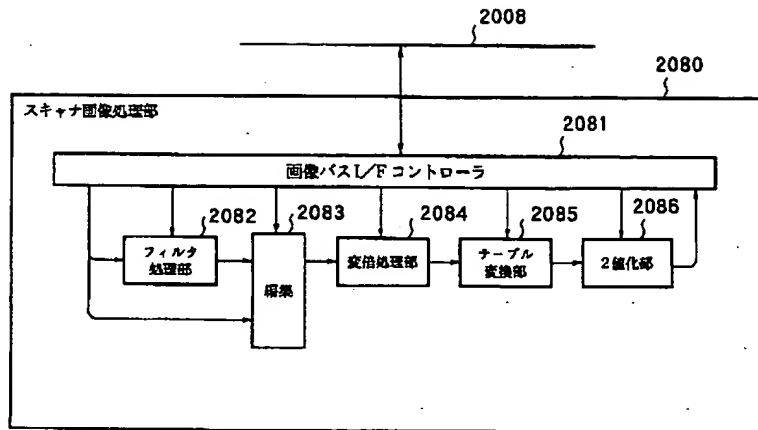 2008
2080
スキャナ画像処理部
2081
画像バスI/Fコントローラ
2082
2083
2084
2085
2086
フィルタ
処理部
編集
変倍処理部
テーブル
変換部
2値化部